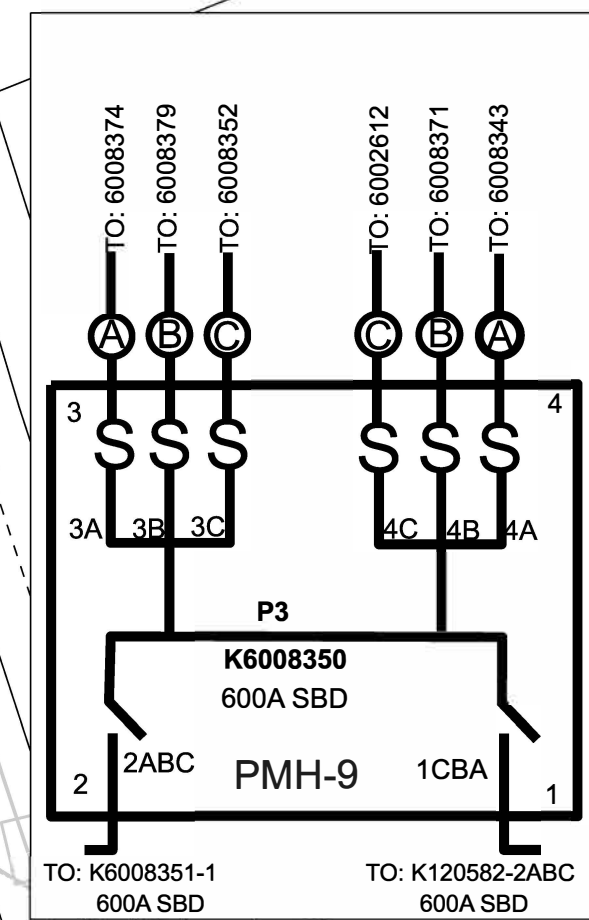 TO: 6008374
TO: 6008379
TO: 6008352
TO: 6002612
TO: 6008371
TO: 6008343
A B C C B A
3 4
S S S S S S
3A 3B 3C 4C 4B 4A
P3
K6008350
600A SBD
2ABC PMH-9 1CBA
2 1
TO: K6008351-1
600A SBD
TO: K120582-2ABC
600A SBD